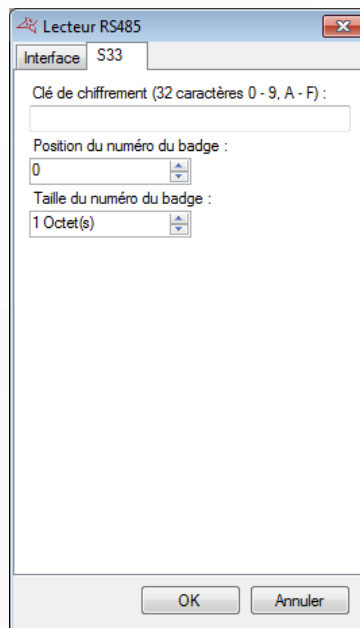 Lecteur RS485
Interface S33
Clé de chiffrement (32 caractères 0 - 9, A - F) :
Position du numéro du badge :
0
Taille du numéro du badge :
1 Octet(s)
OK Annuler